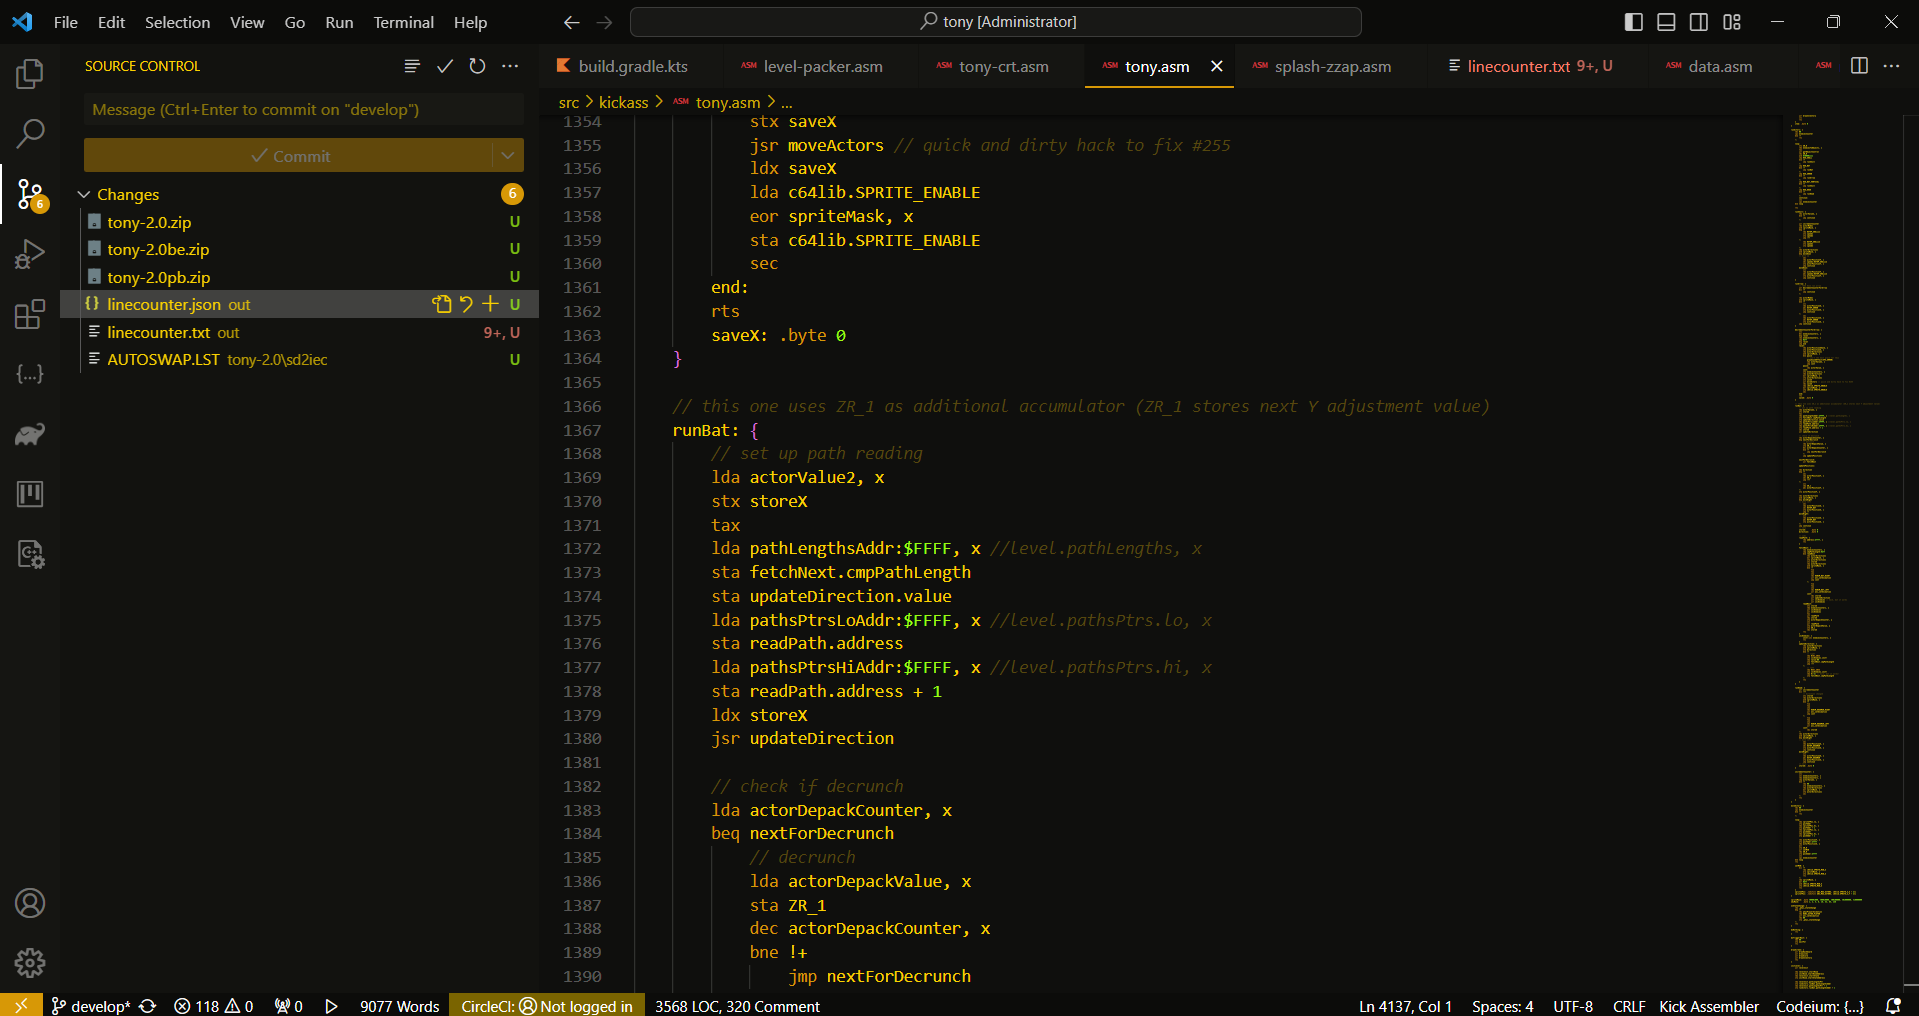 File Edit Selection View Go Run Terminal Help
tony [Administrator]
SOURCE CONTROL
Message (Ctrl+Enter to commit on "develop")
Commit
Changes 6
tony-2.0.zip U
tony-2.0be.zip U
tony-2.0pb.zip U
{} linecounter.json out U
linecounter.txt out 9+, U
AUTOSWAP.LST tony-2.0\sd2iec U
6
{...}
build.gradle.kts
ASM level-packer.asm
ASM tony-crt.asm
ASM tony.asm
ASM splash-zzap.asm
linecounter.txt 9+, U
ASM data.asm
ASM
src > kickass > ASM tony.asm > ...
1354 stx saveX
1355 jsr moveActors // quick and dirty hack to fix #255
1356 ldx saveX
1357 lda c64lib.SPRITE_ENABLE
1358 eor spriteMask, x
1359 sta c64lib.SPRITE_ENABLE
1360 sec
1361 end:
1362 rts
1363 saveX: .byte 0
1364 }
1365
1366 // this one uses ZR_1 as additional accumulator (ZR_1 stores next Y adjustment value)
1367 runBat: {
1368 // set up path reading
1369 lda actorValue2, x
1370 stx storeX
1371 tax
1372 lda pathLengthsAddr:$FFFF, x //level.pathLengths, x
1373 sta fetchNext.cmpPathLength
1374 sta updateDirection.value
1375 lda pathsPtrsLoAddr:$FFFF, x //level.pathsPtrs.lo, x
1376 sta readPath.address
1377 lda pathsPtrsHiAddr:$FFFF, x //level.pathsPtrs.hi, x
1378 sta readPath.address + 1
1379 ldx storeX
1380 jsr updateDirection
1381
1382 // check if decrunch
1383 lda actorDepackCounter, x
1384 beq nextForDecrunch
1385 // decrunch
1386 lda actorDepackValue, x
1387 sta ZR_1
1388 dec actorDepackCounter, x
1389 bne !+
1390 jmp nextForDecrunch
develop* 118 0 0 9077 Words CircleCI: Not logged in 3568 LOC, 320 Comment Ln 4137, Col 1 Spaces: 4 UTF-8 CRLF Kick Assembler Codeium: {...}